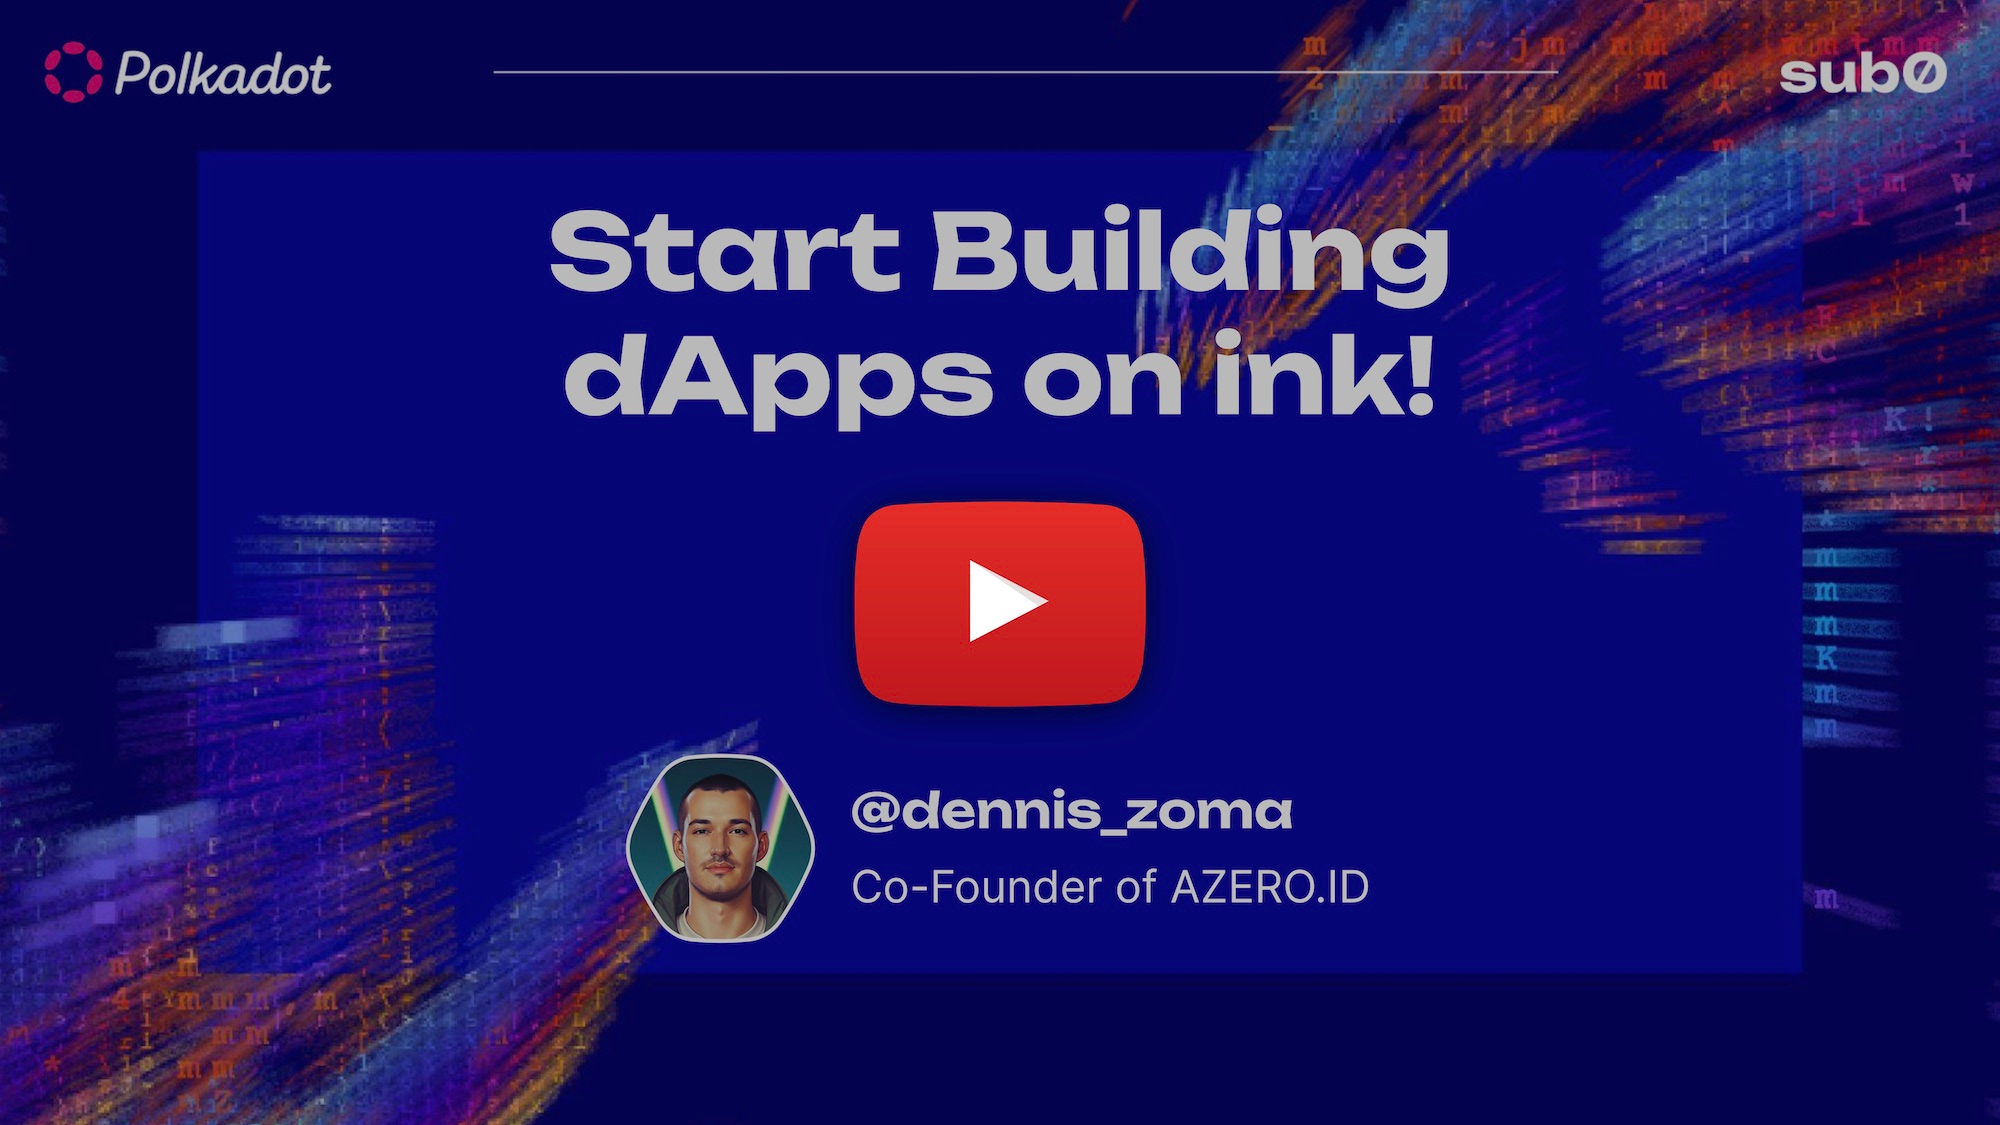 Polkadot
sub0
Start Building
dApps on ink!
@dennis_zoma
Co-Founder of AZERO.ID